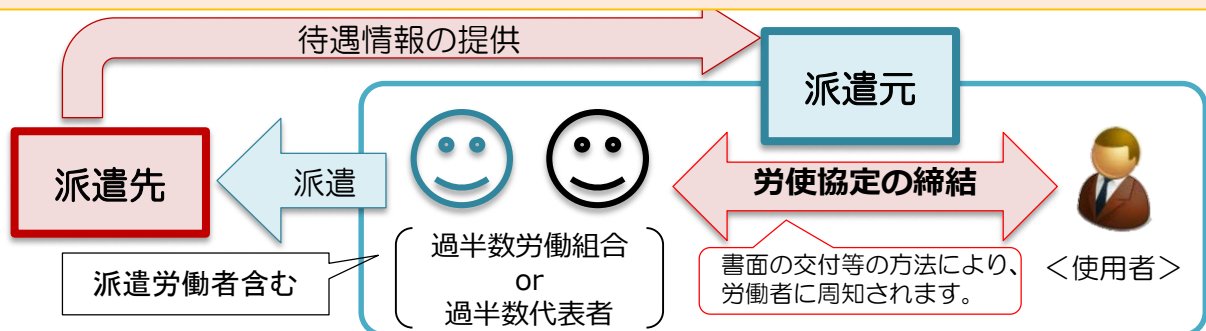 待遇情報の提供
派遣元
派遣先
派遣
労使協定の締結
過半数労働組合
or
過半数代表者
派遣労働者含む
書面の交付等の方法により、
労働者に周知されます。
＜使用者＞